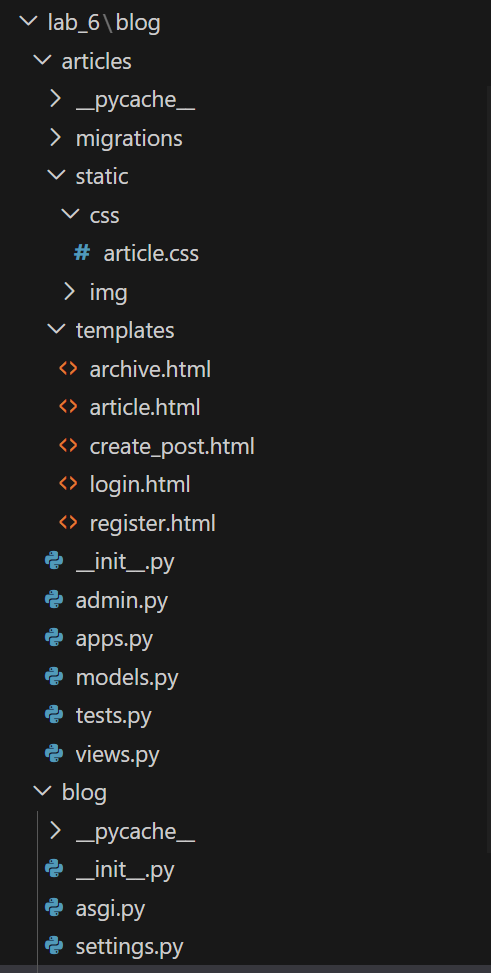 lab_6\blog
articles
__pycache__
migrations
static
css
# article.css
img
templates
<> archive.html
<> article.html
<> create_post.html
<> login.html
<> register.html
__init__.py
admin.py
apps.py
models.py
tests.py
views.py
blog
__pycache__
__init__.py
asgi.py
settings.py